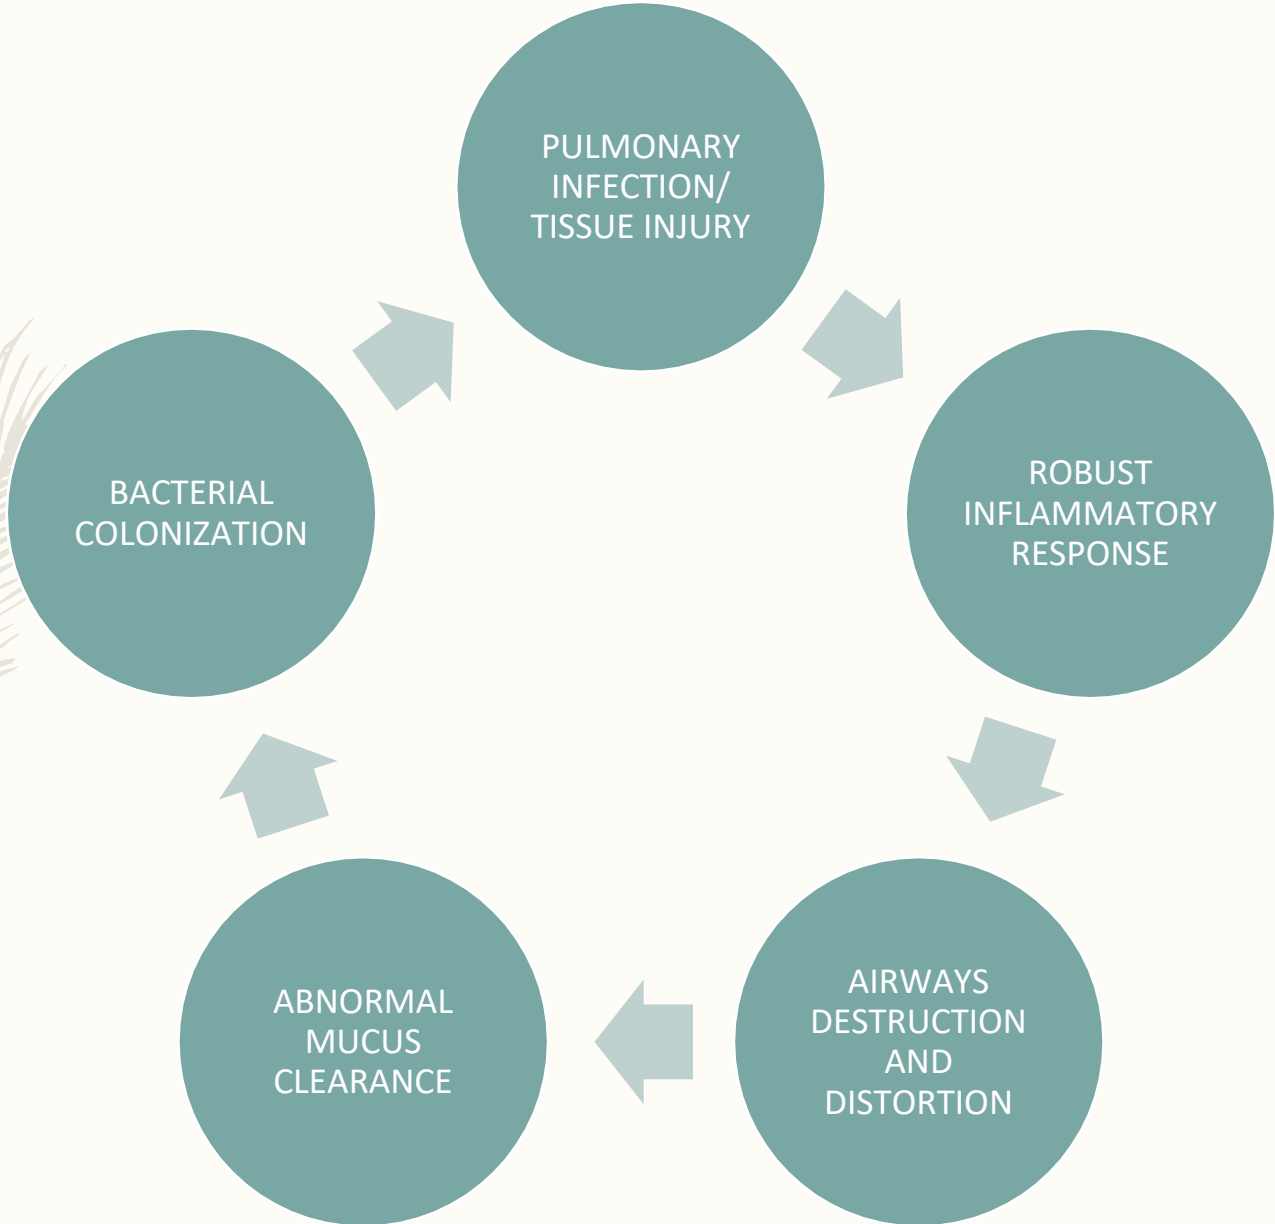 PULMONARY
INFECTION/
TISSUE INJURY
ROBUST
INFLAMMATORY
RESPONSE
AIRWAYS
DESTRUCTION
AND
DISTORTION
ABNORMAL
MUCUS
CLEARANCE
BACTERIAL
COLONIZATION